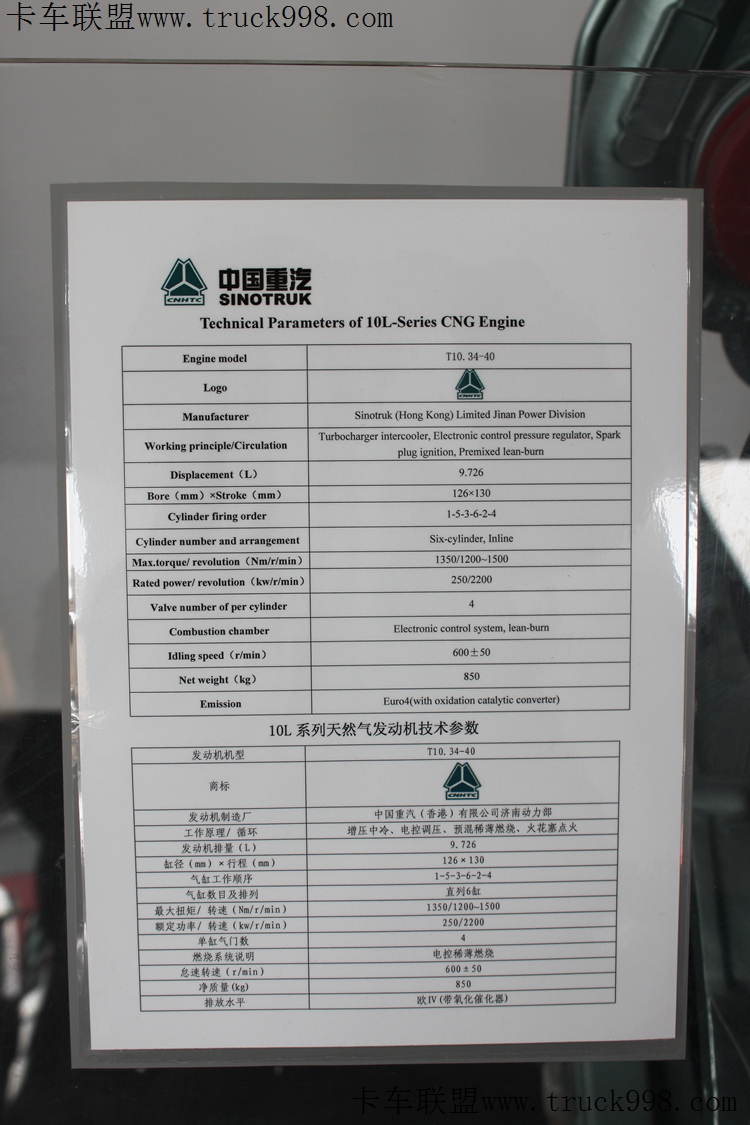 卡车联盟www.truck998.com
CNHTC
中国重汽
SINOTRUK
Technical Parameters of 10L-Series CNG Engine
Engine model T10.34-40
Logo CNHTC
Manufacturer Sinotruk (Hong Kong) Limited Jinan Power Division
Working principle/Circulation Turbocharger intercooler, Electronic control pressure regulator, Spark
plug ignition, Premixed lean-burn
Displacement（L） 9.726
Bore（mm）×Stroke（mm） 126×130
Cylinder firing order 1-5-3-6-2-4
Cylinder number and arrangement Six-cylinder, Inline
Max.torque/ revolution（Nm/r/min） 1350/1200~1500
Rated power/ revolution（kw/r/min） 250/2200
Valve number of per cylinder 4
Combustion chamber Electronic control system, lean-burn
Idling speed（r/min） 600±50
Net weight（kg） 850
Emission Euro4(with oxidation catalytic converter)
10L 系列天然气发动机技术参数
发动机机型 T10.34-40
商标 CNHTC
发动机制造厂 中国重汽（香港）有限公司济南动力部
工作原理/ 循环 增压中冷、电控调压、预混稀薄燃烧、火花塞点火
发动机排量（L） 9.726
缸径（mm）×行程（mm） 126×130
气缸工作顺序 1-5-3-6-2-4
气缸数目及排列 直列6缸
最大扭矩/ 转速（Nm/r/min） 1350/1200~1500
额定功率/ 转速（kw/r/min） 250/2200
单缸气门数 4
燃烧系统说明 电控稀薄燃烧
怠速转速（r/min） 600±50
净质量(kg) 850
排放水平 欧IV(带氧化催化器)
卡车联盟www.truck998.com